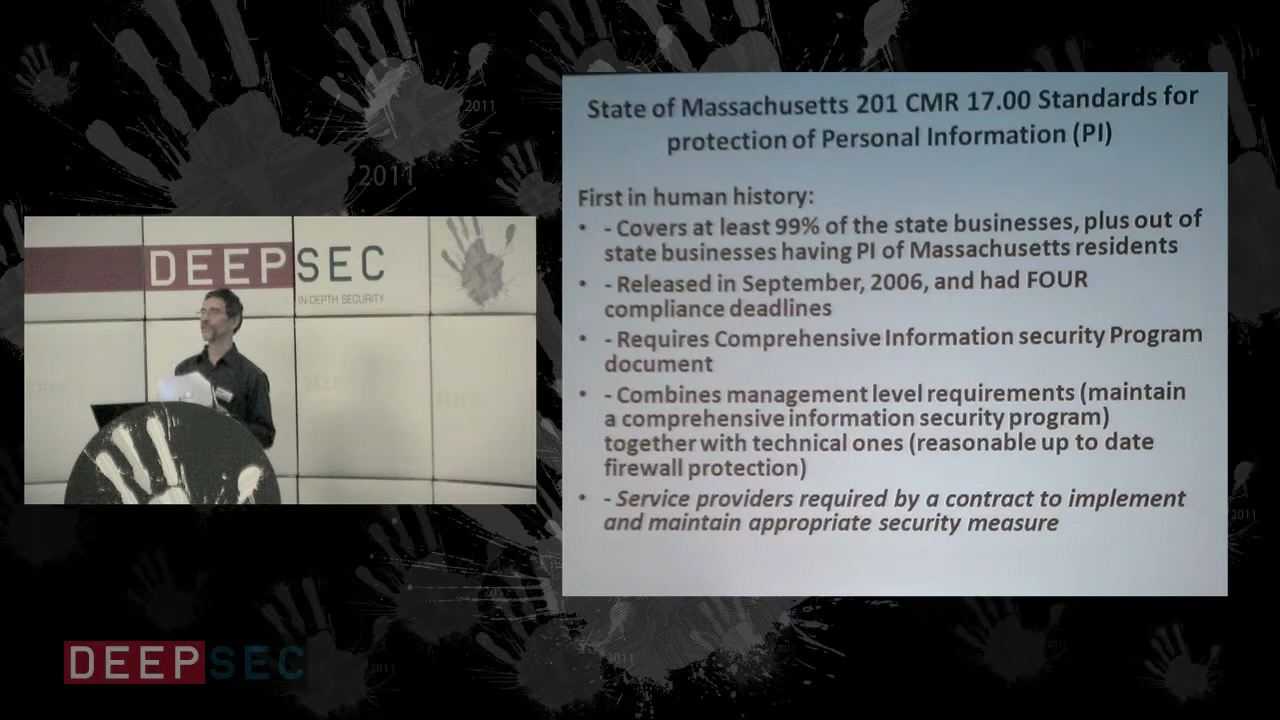 2011
2011
DEEPSEC
IN-DEPTH SECURITY
State of Massachusetts 201 CMR 17.00 Standards for
protection of Personal Information (PI)
First in human history:
• - Covers at least 99% of the state businesses, plus out of
state businesses having PI of Massachusetts residents
• - Released in September, 2006, and had FOUR
compliance deadlines
• - Requires Comprehensive Information security Program
document
• - Combines management level requirements (maintain
a comprehensive information security program)
together with technical ones (reasonable up to date
firewall protection)
• - Service providers required by a contract to implement
and maintain appropriate security measure
2011
2011
2011
DEEPSEC